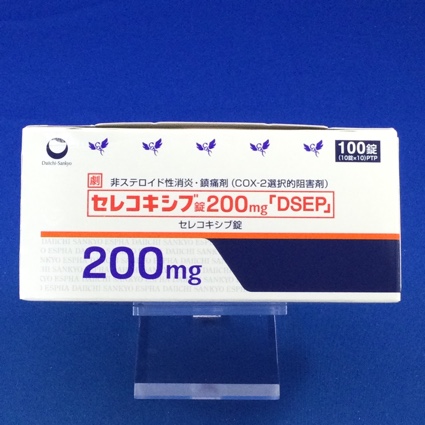 Daiichi-Sankyo
100錠
(10錠×10)PTP
劇 非ステロイド性消炎・鎮痛剤(COX-2選択的阻害剤)
セレコキシブ錠200mg「DSEP」
セレコキシブ錠
200mg